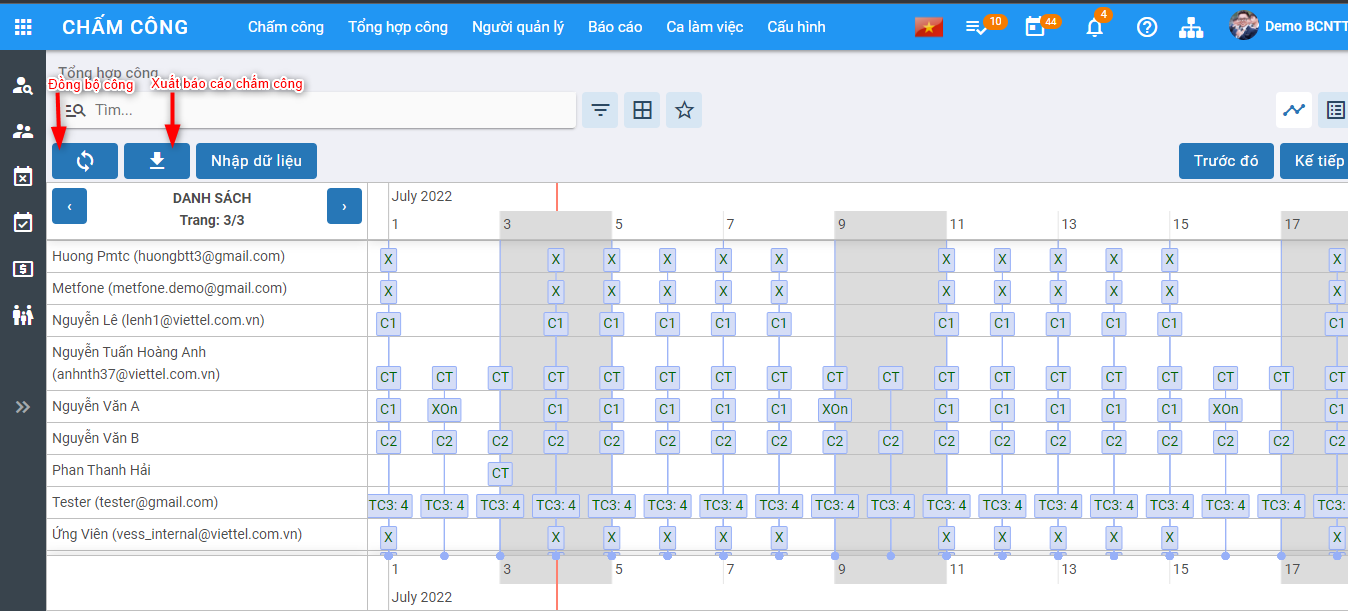 CHẤM CÔNG Chấm công Tổng hợp công Người quản lý Báo cáo Ca làm việc Cấu hình 10 44 4 Demo BCNTT
Tổng hợp công
Đồng bộ công Xuất báo cáo chấm công
Tìm...
Nhập dữ liệu Trước đó Kế tiếp
‹ DANH SÁCH › July 2022
Trang: 3/3 1 3 5 7 9 11 13 15 17
Huong Pmtc (huongbtt3@gmail.com) X X X X X X X X X X X X
Metfone (metfone.demo@gmail.com) X X X X X X X X X X X X
Nguyễn Lê (lenh1@viettel.com.vn) C1 C1 C1 C1 C1 C1 C1 C1 C1 C1 C1 C1
Nguyễn Tuấn Hoàng Anh
(anhnth37@viettel.com.vn) CT CT CT CT CT CT CT CT CT CT CT CT CT CT CT CT CT CT
Nguyễn Văn A C1 XOn C1 C1 C1 C1 C1 XOn C1 C1 C1 C1 C1 XOn C1
Nguyễn Văn B C2 C2 C2 C2 C2 C2 C2 C2 C2 C2 C2 C2 C2 C2 C2 C2 C2 C2
Phan Thanh Hải CT
Tester (tester@gmail.com) TC3: 4 TC3: 4 TC3: 4 TC3: 4 TC3: 4 TC3: 4 TC3: 4 TC3: 4 TC3: 4 TC3: 4 TC3: 4 TC3: 4 TC3: 4 TC3: 4 TC3: 4 TC3: 4 TC3: 4 TC3:
Ứng Viên (vess_internal@viettel.com.vn) X X X X X X X X X X X X
1 3 5 7 9 11 13 15 17
July 2022